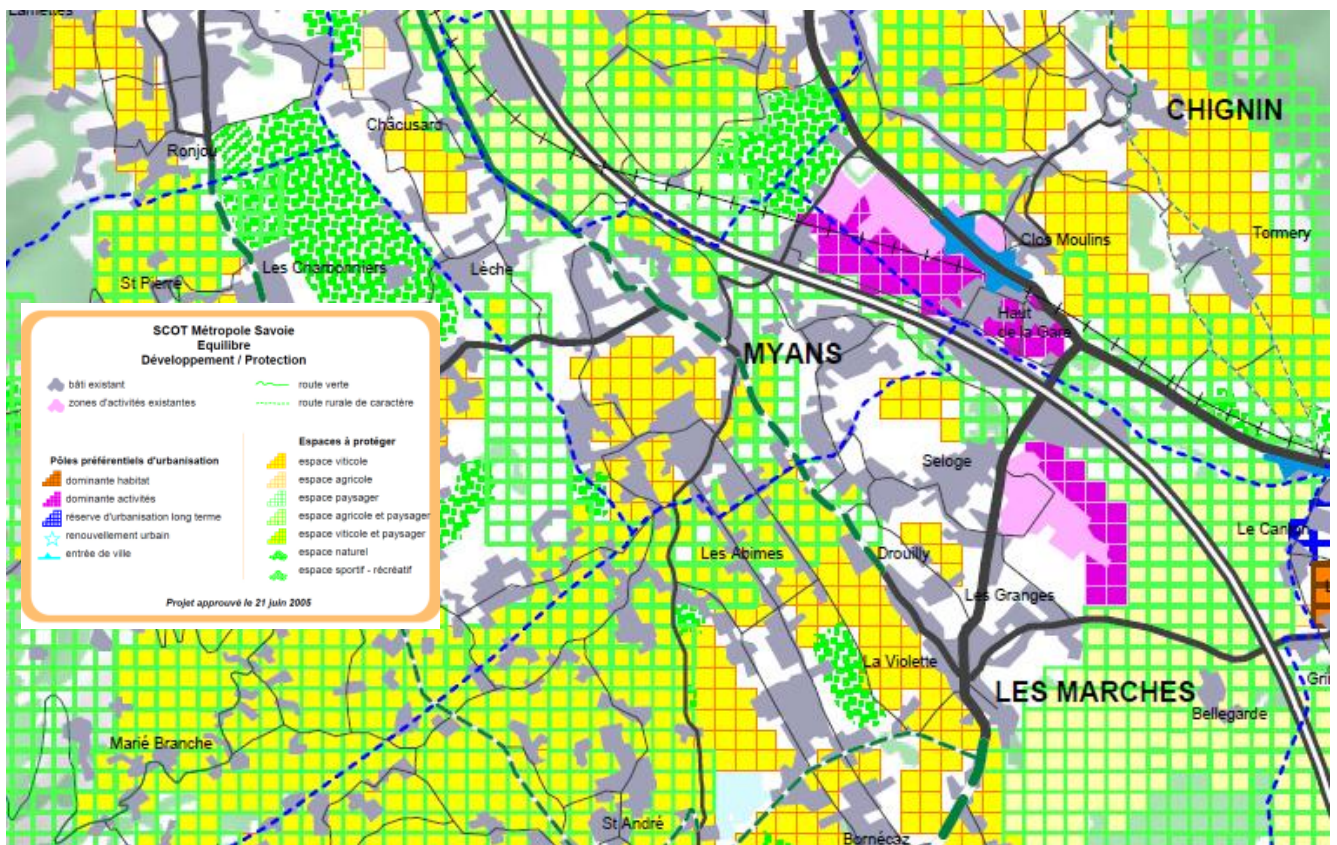 CHIGNIN
Châcusard
Ronjou
Clos Moulins
Tormery
Les Charbonniers
Lèche
St Pierre
Haut
de la Gare
MYANS
Seloge
Le Canton
Les Abimes
Drouilly
Les Granges
La Violette
LES MARCHES
Bellegarde
Marié Branche
St André
Bornécaz
SCOT Métropole Savoie
Equilibre
Développement / Protection
bâti existant
zones d'activités existantes
route verte
route rurale de caractère
Pôles préférentiels d'urbanisation
dominante habitat
dominante activités
réserve d'urbanisation long terme
renouvellement urbain
entrée de ville
Espaces à protéger
espace viticole
espace agricole
espace paysager
espace agricole et paysager
espace viticole et paysager
espace naturel
espace sportif - récréatif
Projet approuvé le 21 juin 2005